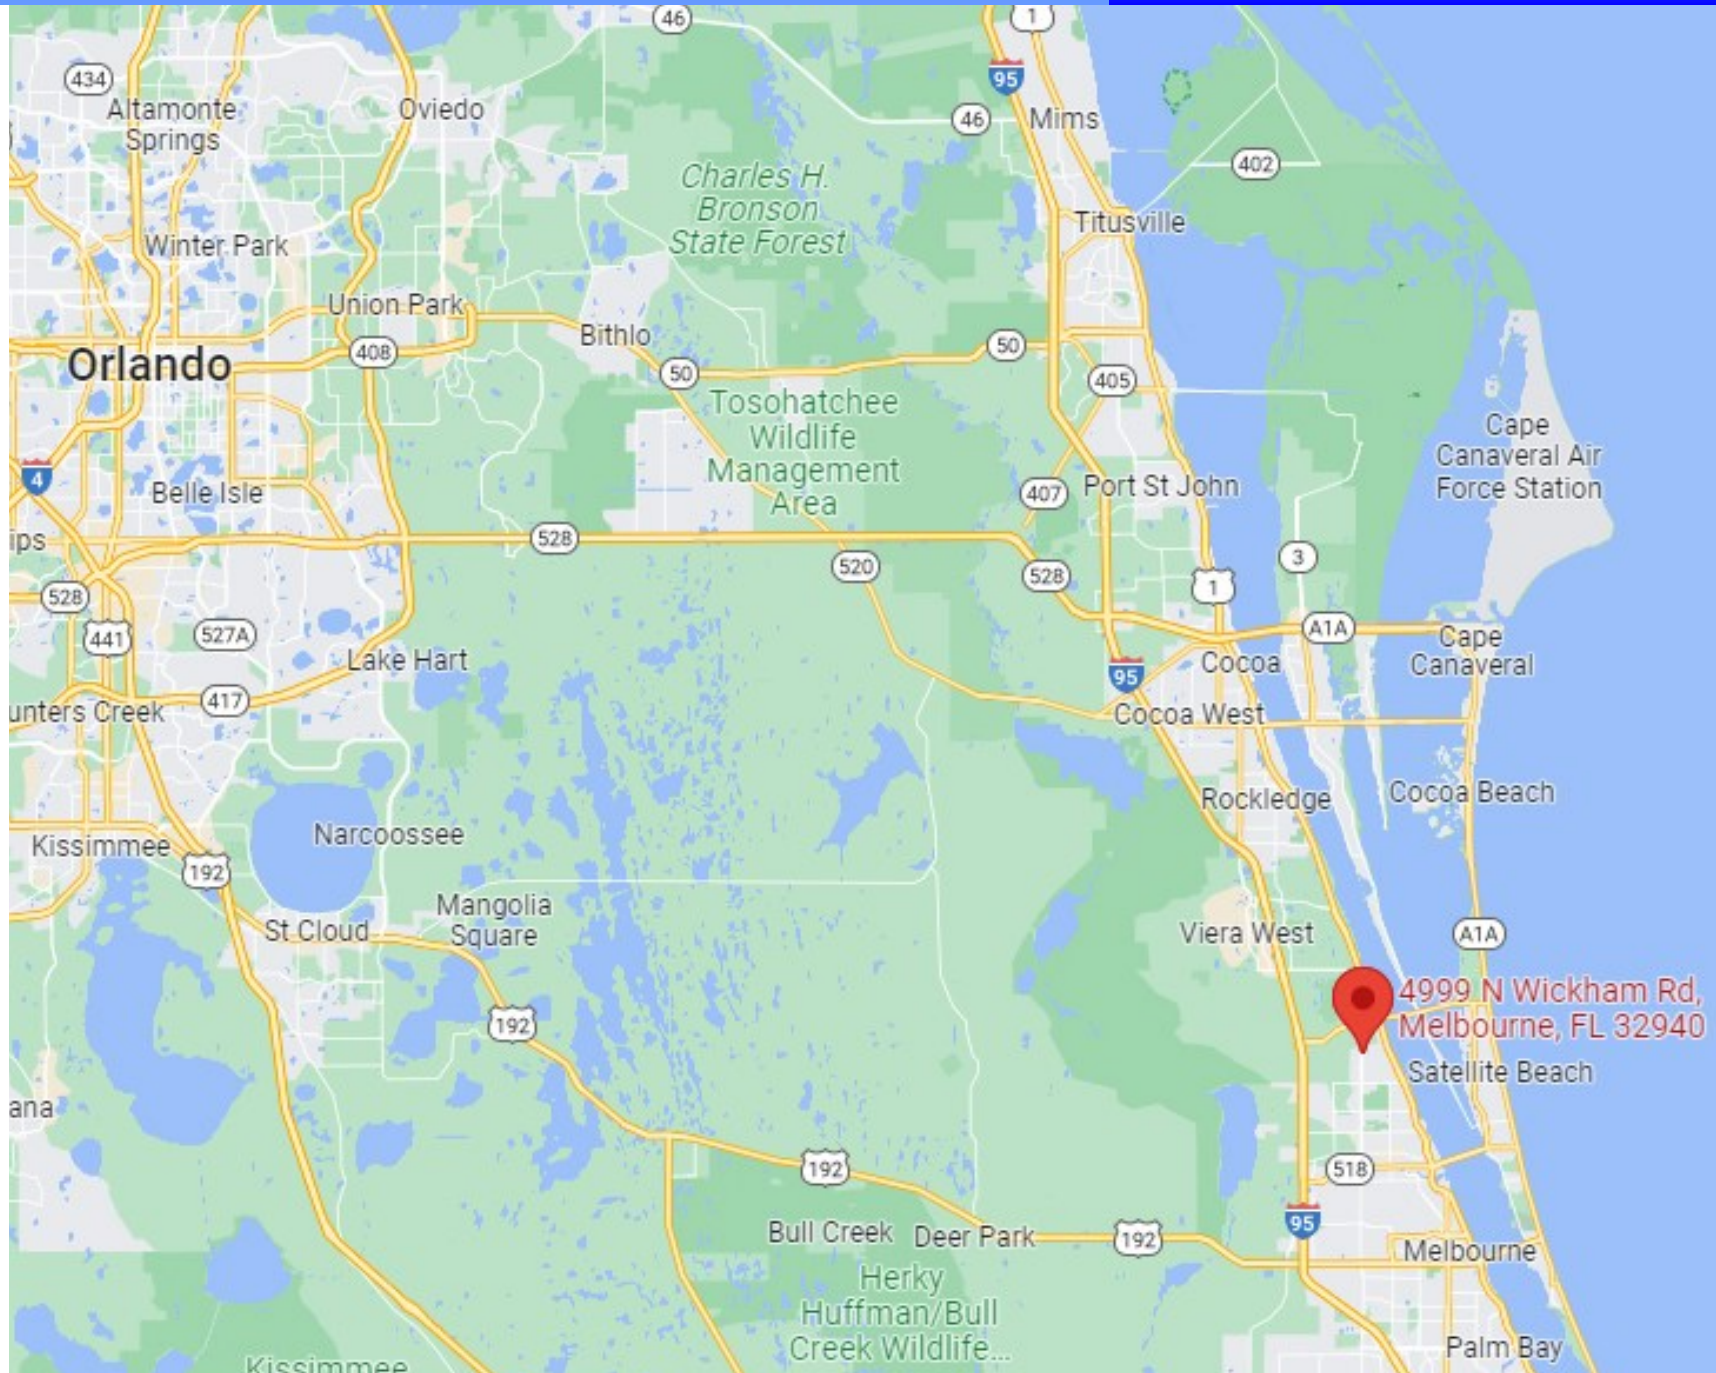 46
1
434
95
Altamonte
Springs
Oviedo
46
Mims
402
Charles H.
Bronson
State Forest
Titusville
Winter Park
Union Park
Bithlo
50
Orlando
408
50
405
Tosohatchee
Wildlife
Management
Area
Cape
Canaveral Air
Force Station
4
Belle Isle
407
Port St John
ips
528
520
528
3
1
528
441
527A
A1A
Cape
Canaveral
Lake Hart
Cocoa
95
417
unters Creek
Cocoa West
Rockledge
Cocoa Beach
Narcoossee
Kissimmee
192
Mangolia
Square
St Cloud
Viera West
A1A
4999 N Wickham Rd,
Melbourne, FL 32940
192
Satellite Beach
ana
192
518
95
Bull Creek
Deer Park
192
Melbourne
Herky
Huffman/Bull
Creek Wildlife...
Palm Bay
Kissimmee